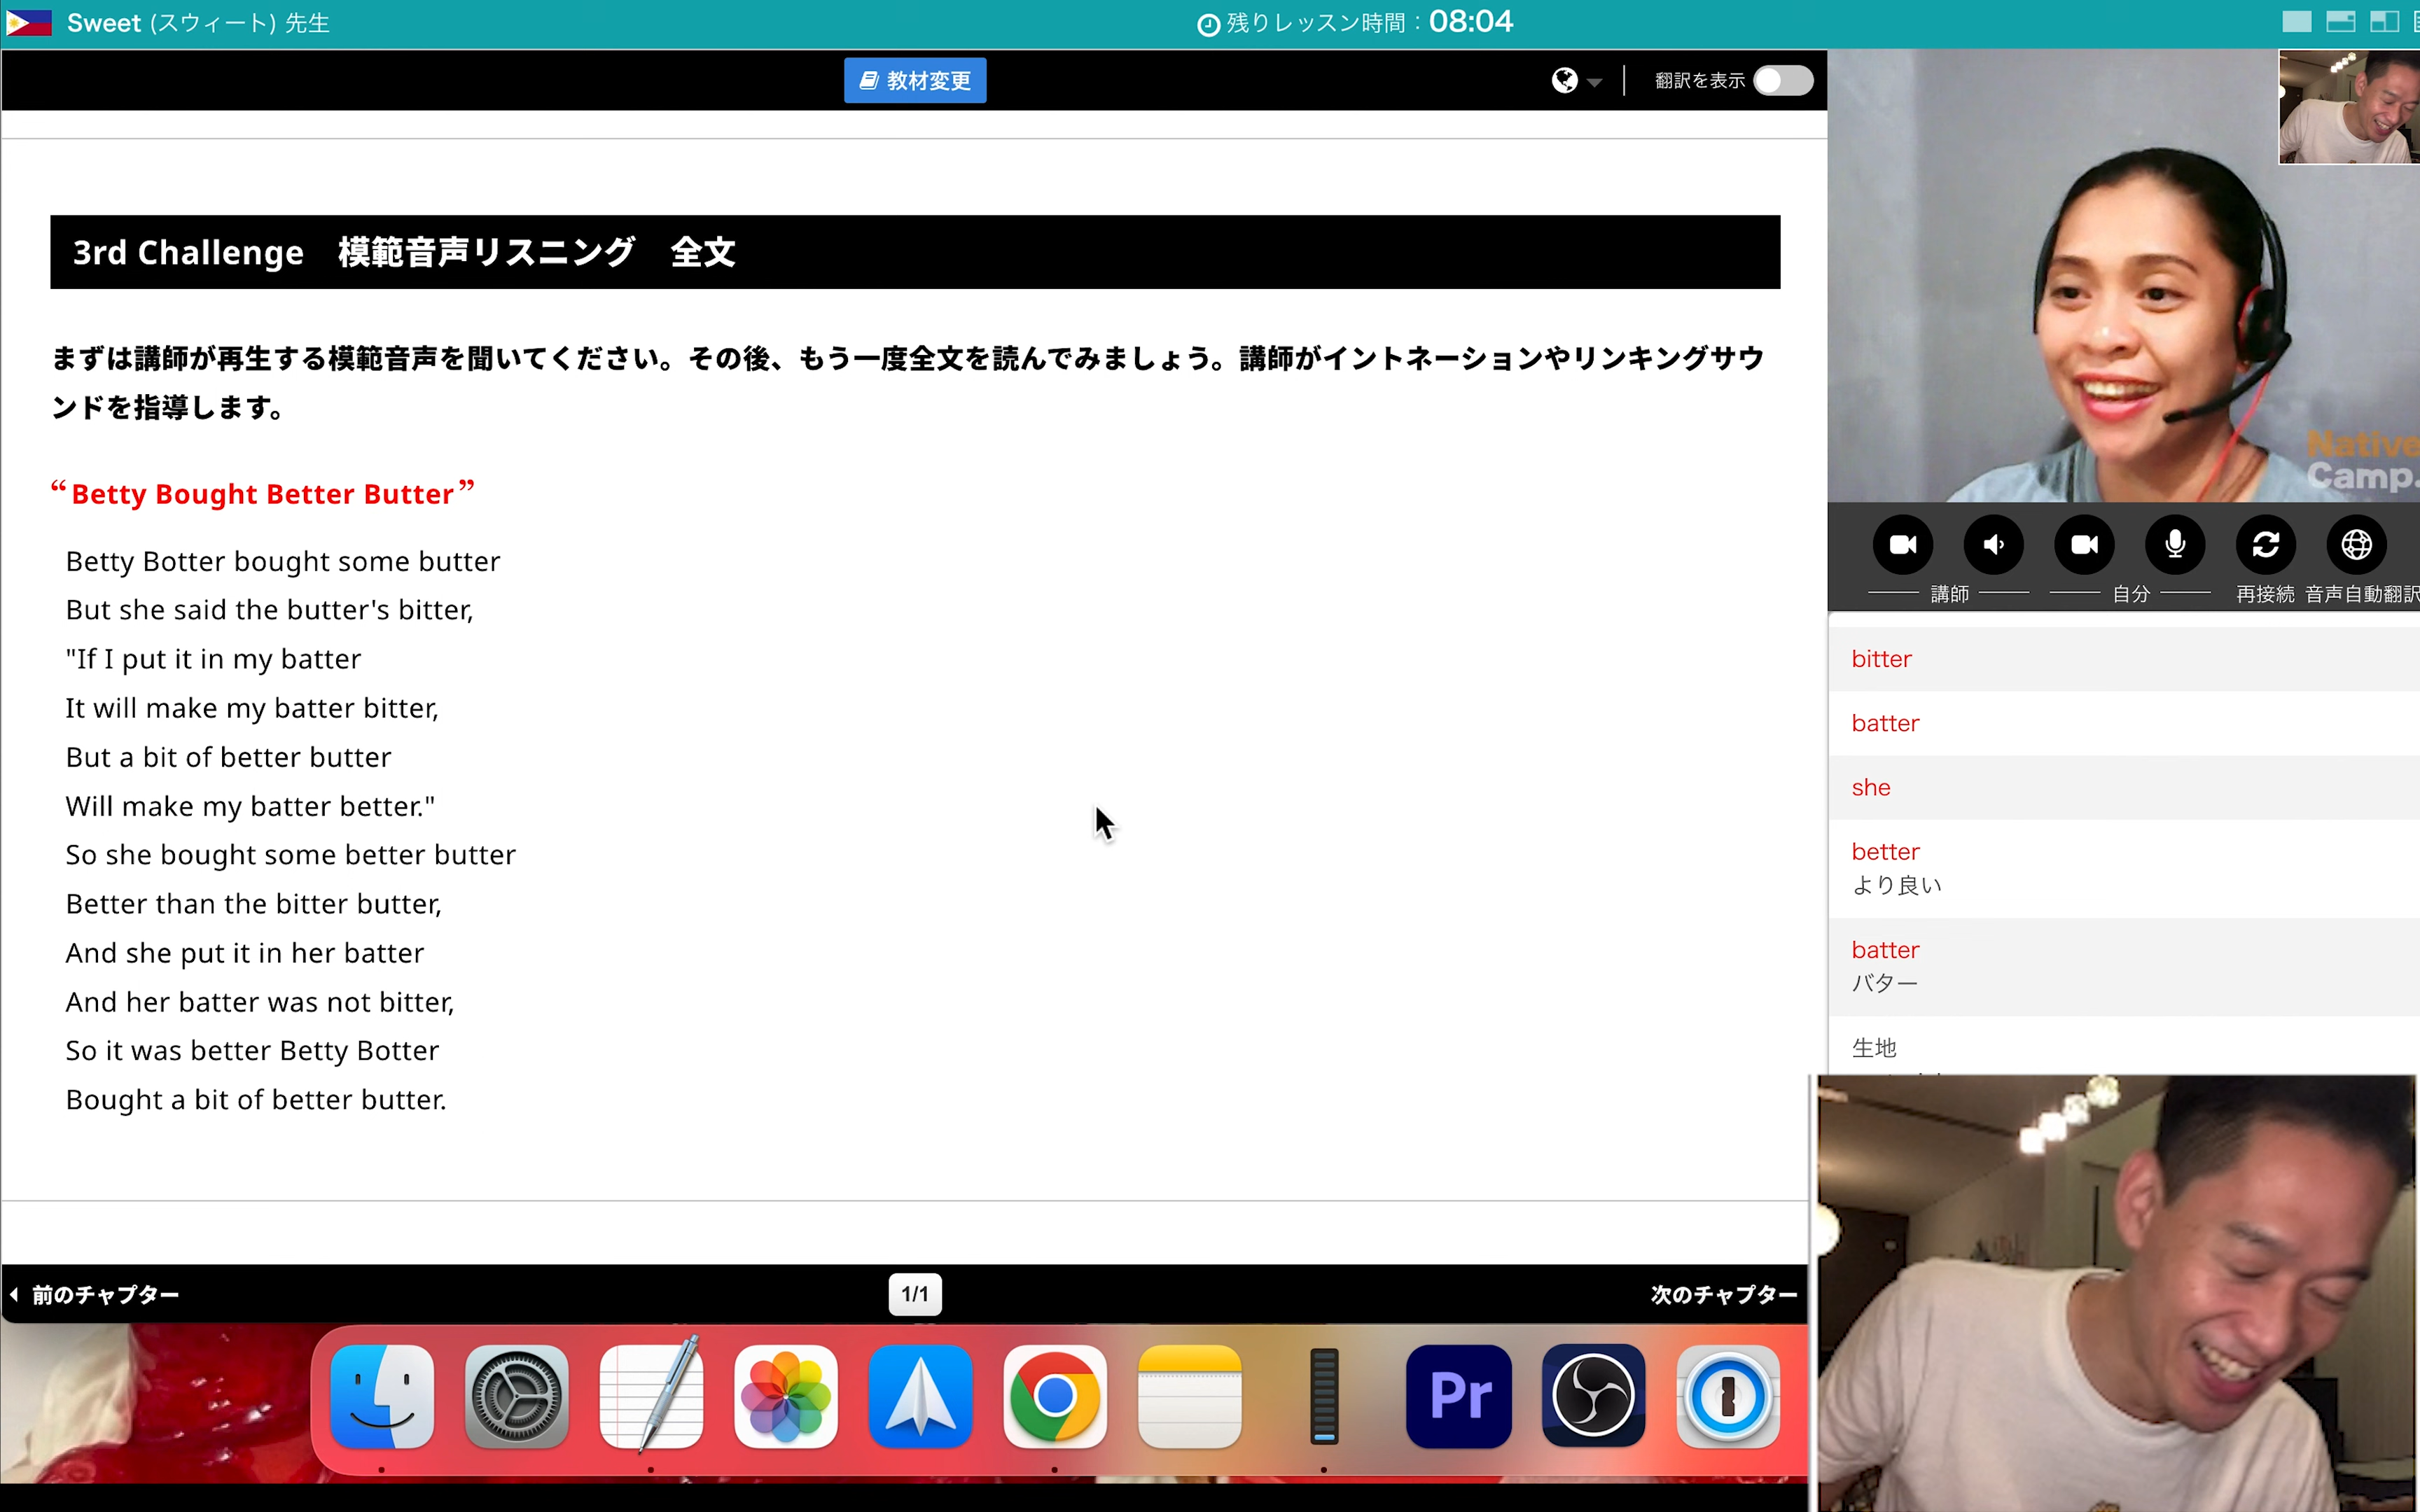 Sweet (スウィート) 先生
残りレッスン時間 : 08:04
教材変更
翻訳を表示
3rd Challenge　模範音声リスニング　全文
まずは講師が再生する模範音声を聞いてください。その後、もう一度全文を読んでみましょう。講師がイントネーションやリンキングサウ
ンドを指導します。
“Betty Bought Better Butter”
Betty Botter bought some butter
But she said the butter's bitter,
"If I put it in my batter
It will make my batter bitter,
But a bit of better butter
Will make my batter better."
So she bought some better butter
Better than the bitter butter,
And she put it in her batter
And her batter was not bitter,
So it was better Betty Botter
Bought a bit of better butter.
Native
Camp.
講師
自分
再接続
音声自動翻訳
bitter
batter
she
better
より良い
batter
バター
生地
前のチャプター
1/1
次のチャプター
Pr